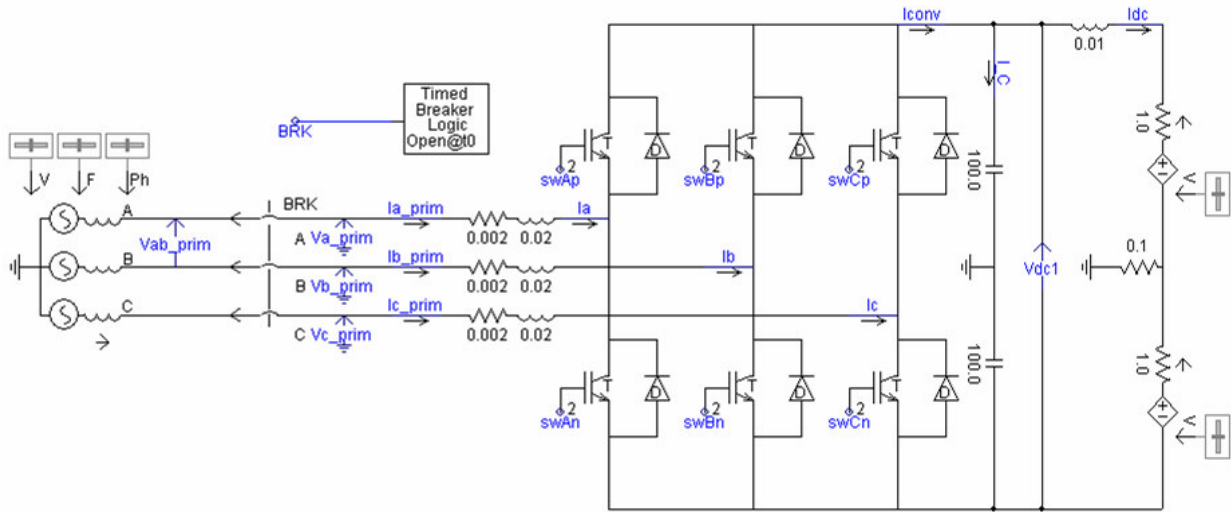 Iconv
Idc
0.01
I_C
Timed
Breaker
Logic
Open@t0
BRK
1.0
T
D
T
D
T
D
swAp
2
swBp
2
swCp
2
100.0
V
V
F
Ph
A
BRK
Ia_prim
Ia
Vab_prim
A
Va_prim
0.002
0.02
B
Ib_prim
Ib
B
Vb_prim
0.002
0.02
0.1
Vdc1
C
Ic_prim
Ic
C
Vc_prim
0.002
0.02
100.0
1.0
T
D
T
D
T
D
swAn
2
swBn
2
swCn
2
V